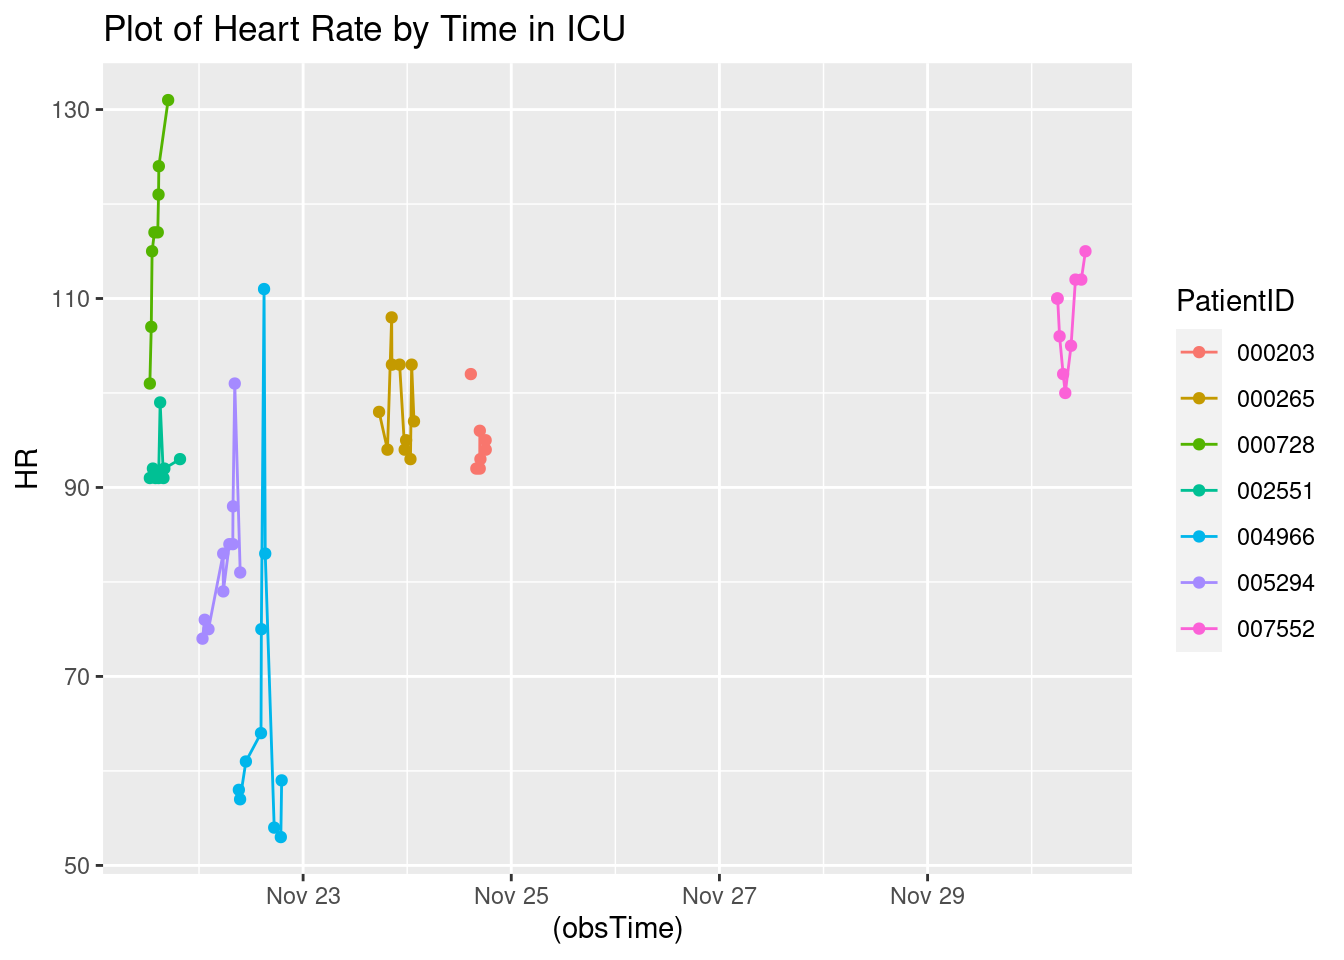 Plot of Heart Rate by Time in ICU
130
110
90
70
50
HR
Nov 23
Nov 25
Nov 27
Nov 29
(obsTime)
PatientID
000203
000265
000728
002551
004966
005294
007552